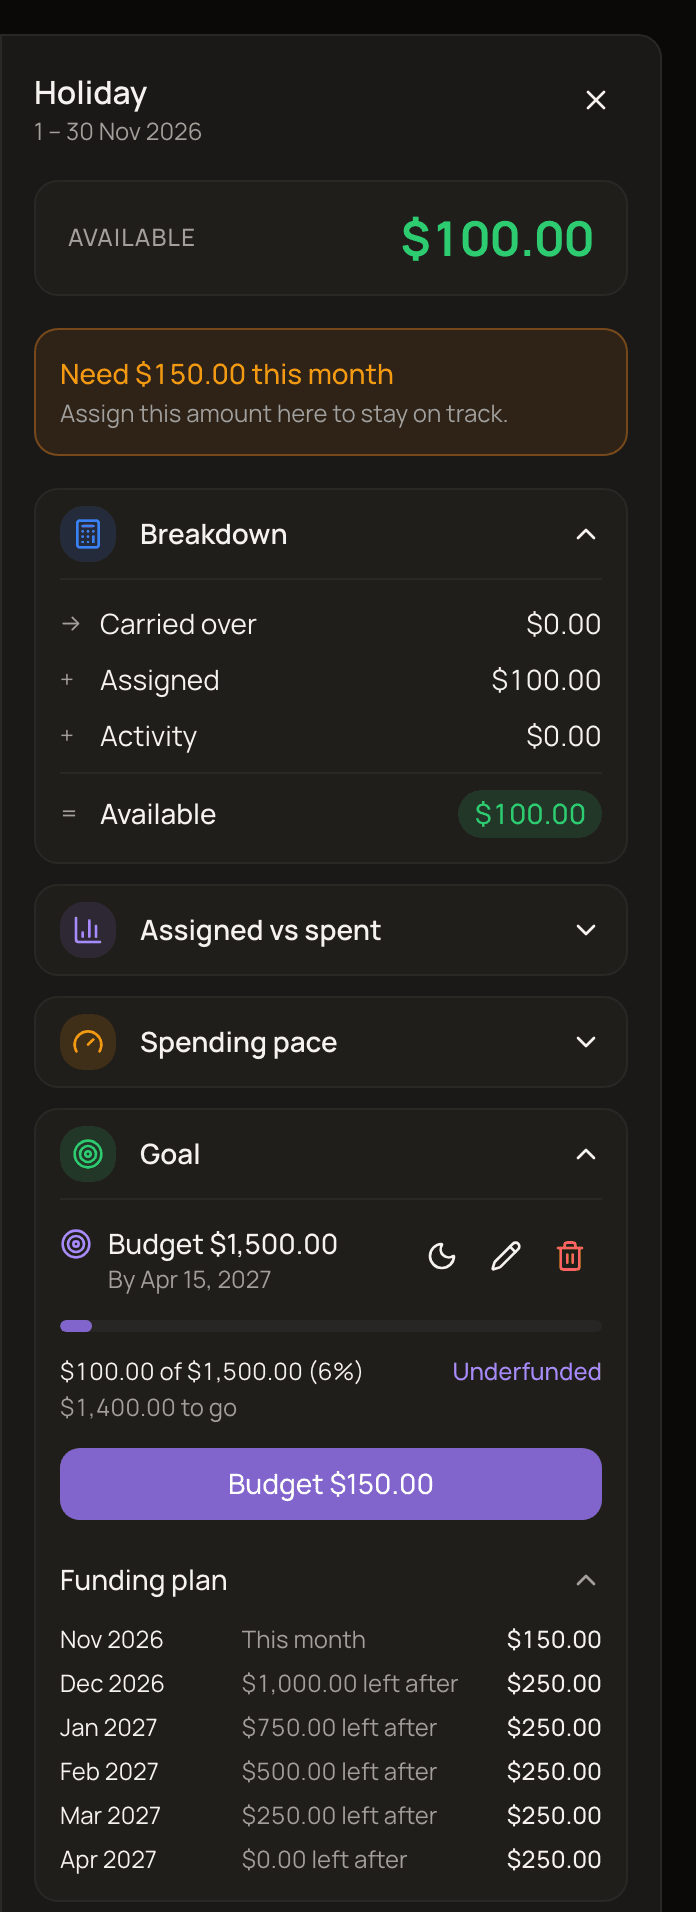 Holiday
1 – 30 Nov 2026
AVAILABLE $100.00
Need $150.00 this month
Assign this amount here to stay on track.
Breakdown
→ Carried over $0.00
+ Assigned $100.00
+ Activity $0.00
= Available $100.00
Assigned vs spent
Spending pace
Goal
Budget $1,500.00
By Apr 15, 2027
$100.00 of $1,500.00 (6%) Underfunded
$1,400.00 to go
Budget $150.00
Funding plan
Nov 2026 This month $150.00
Dec 2026 $1,000.00 left after $250.00
Jan 2027 $750.00 left after $250.00
Feb 2027 $500.00 left after $250.00
Mar 2027 $250.00 left after $250.00
Apr 2027 $0.00 left after $250.00